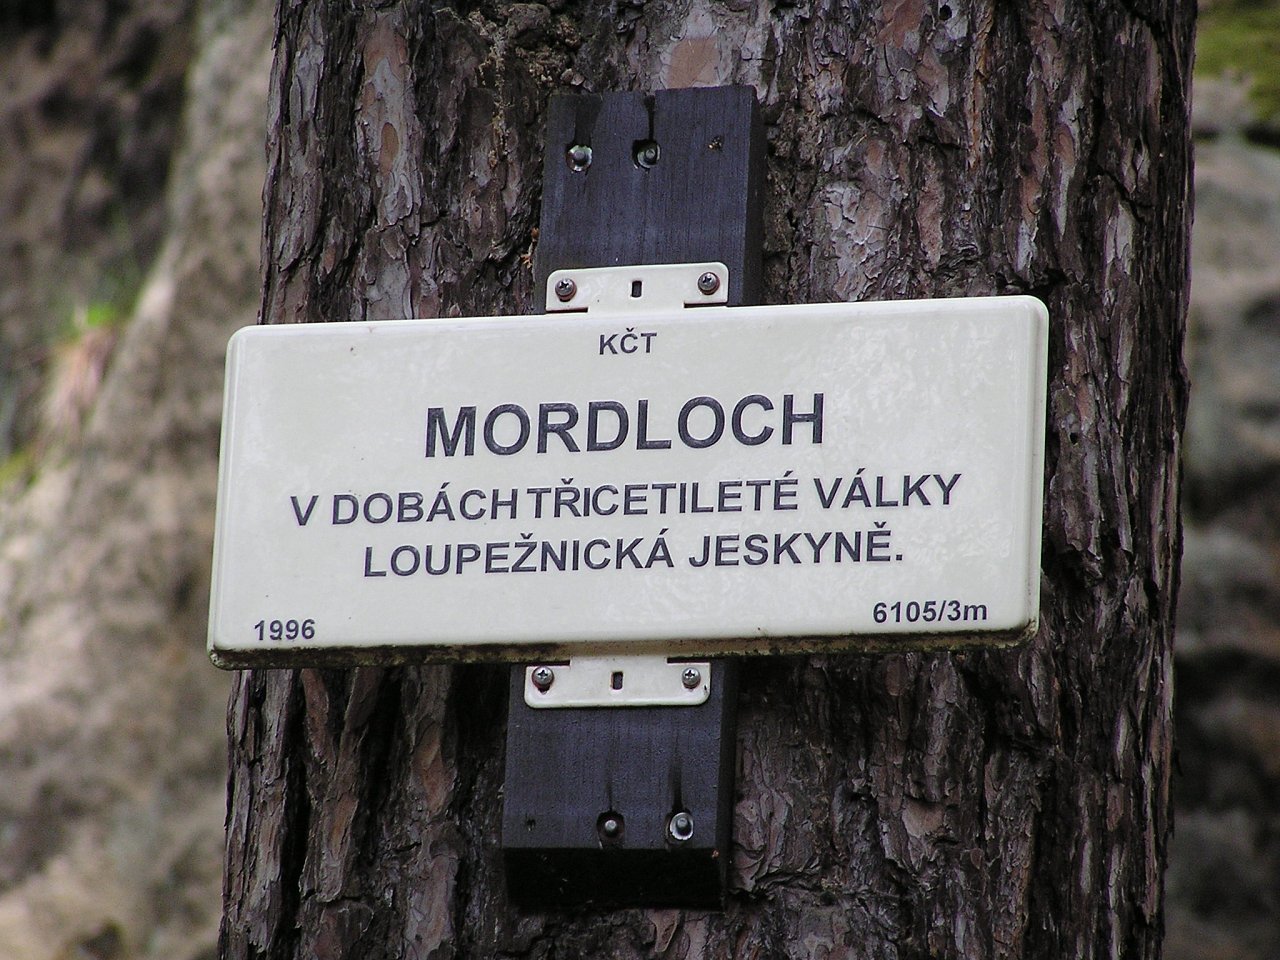 KČT
MORDLOCH
V DOBÁCH TŘICETILETÉ VÁLKY
LOUPEŽNICKÁ JESKYNĚ.
1996
6105/3m